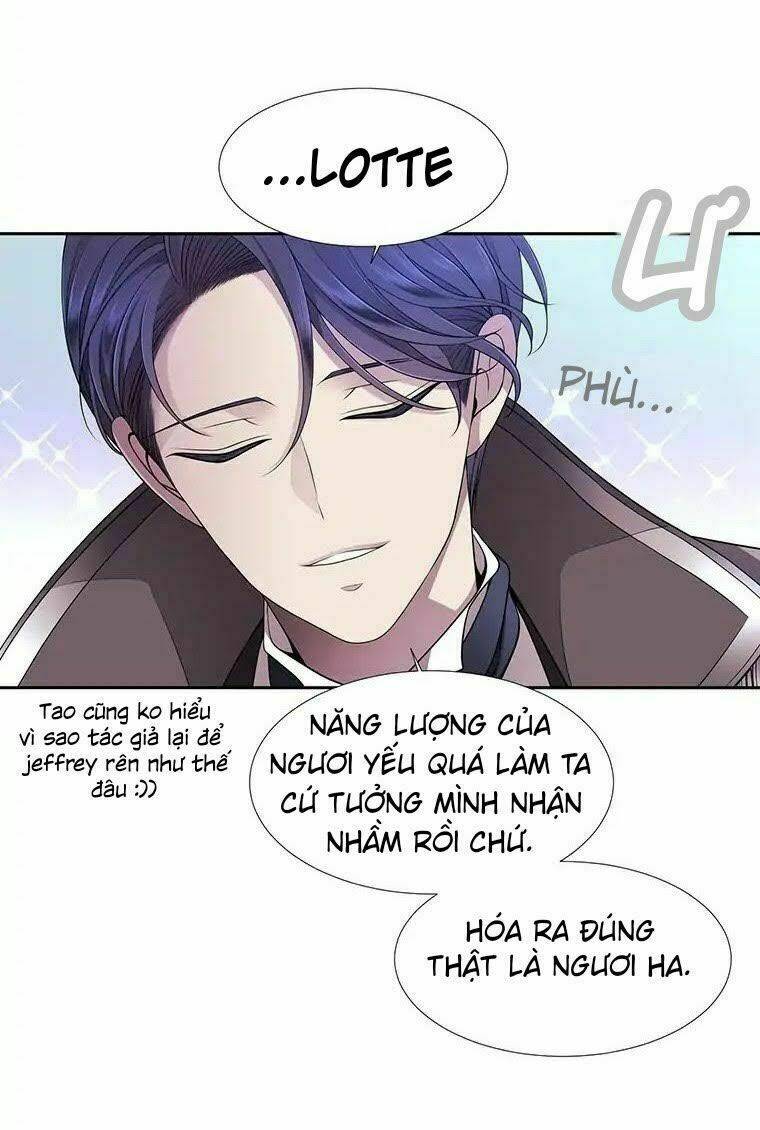 ...LOTTE
Ư
PHÙ...
Tao cũng ko hiểu
vì sao tác giả lại để
jeffrey rên như thế
đâu :))
NĂNG LƯỢNG CỦA
NGƯƠI YẾU QUÁ LÀM TA
CỨ TƯỞNG MÌNH NHẬN
NHẦM RỒI CHỨ.
HÓA RA ĐÚNG
THẬT LÀ NGƯƠI HA.